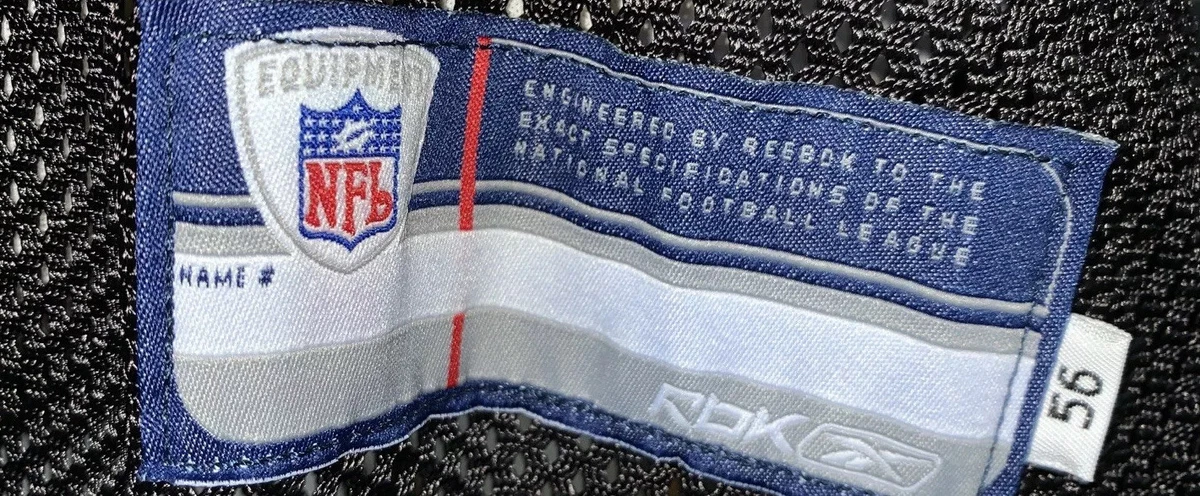 EQUIPMENT
NFL
NAME #
ENGINEERED BY REEBOK TO THE
EXACT SPECIFICATIONS OF THE
NATIONAL FOOTBALL LEAGUE
RBK
56